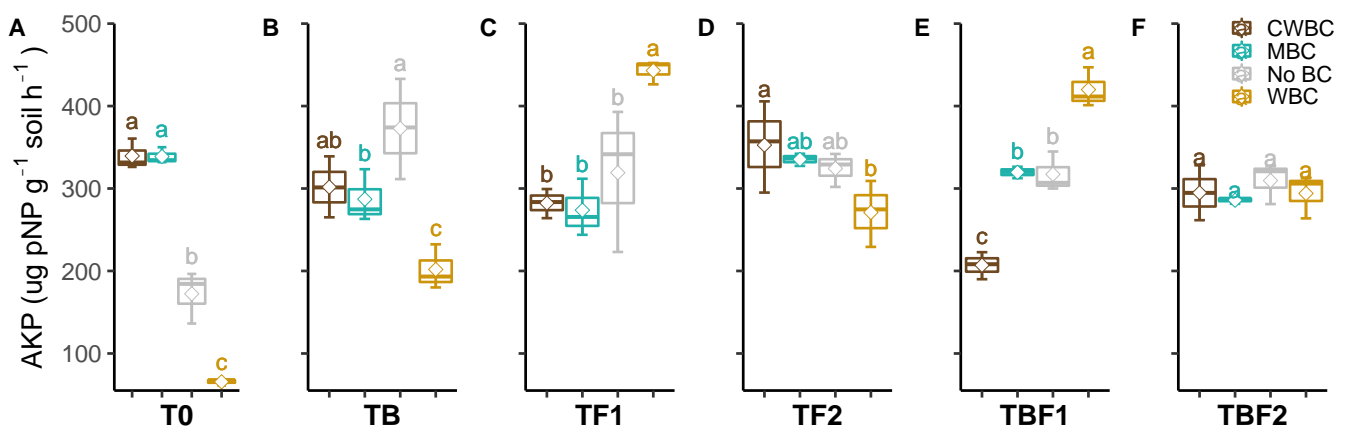 A
B
C
D
E
F
AKP (ug pNP g⁻¹ soil h⁻¹)
500
400
300
200
100
a
a
b
c
T0
ab
b
a
c
TB
b
b
b
a
TF1
a
ab
ab
b
TF2
c
b
b
a
TBF1
a
a
a
a
TBF2
CWBC
MBC
No BC
WBC